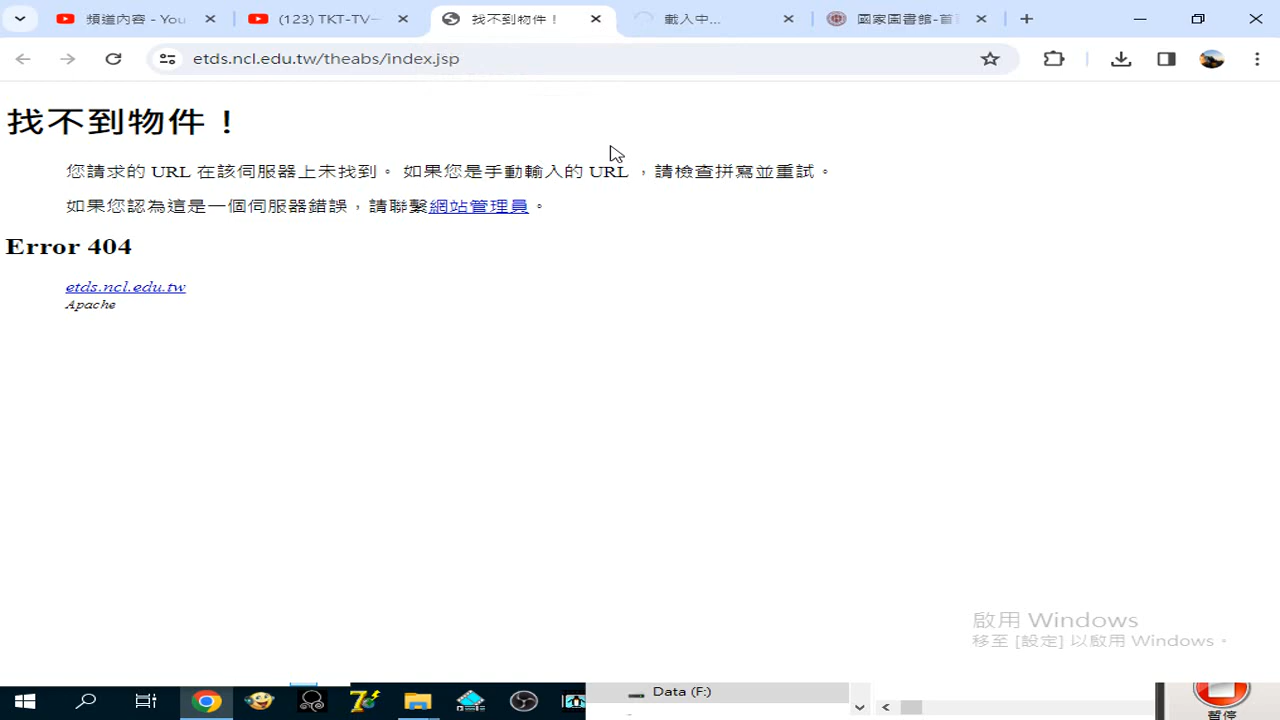 頻道內容 - You
(123) TKT-TV-
找不到物件！
載入中...
國家圖書館-首
etds.ncl.edu.tw/theabs/index.jsp
找不到物件！
您請求的 URL 在該伺服器上未找到。 如果您是手動輸入的 URL ，請檢查拼寫並重試。
如果您認為這是一個伺服器錯誤，請聯繫網站管理員。
Error 404
etds.ncl.edu.tw
Apache
啟用 Windows
移至 [設定] 以啟用 Windows。
Data (F:)
暫停